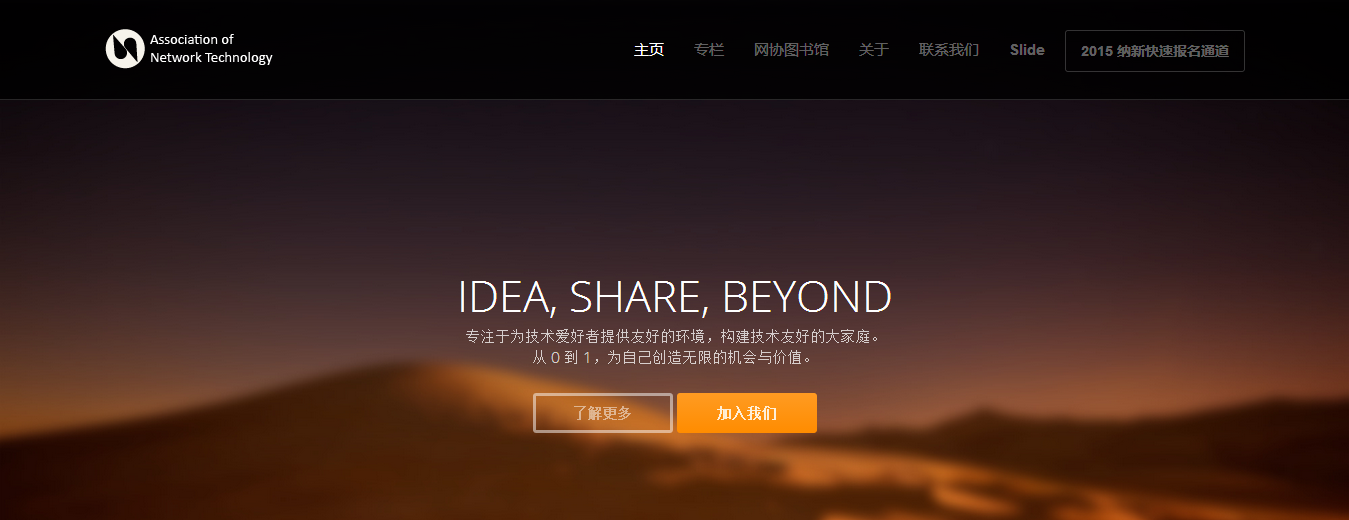 Association of
Network Technology
主页 专栏 网协图书馆 关于 联系我们 Slide 2015 纳新快速报名通道
IDEA, SHARE, BEYOND
专注于为技术爱好者提供友好的环境，构建技术友好的大家庭。
从 0 到 1，为自己创造无限的机会与价值。
了解更多 加入我们